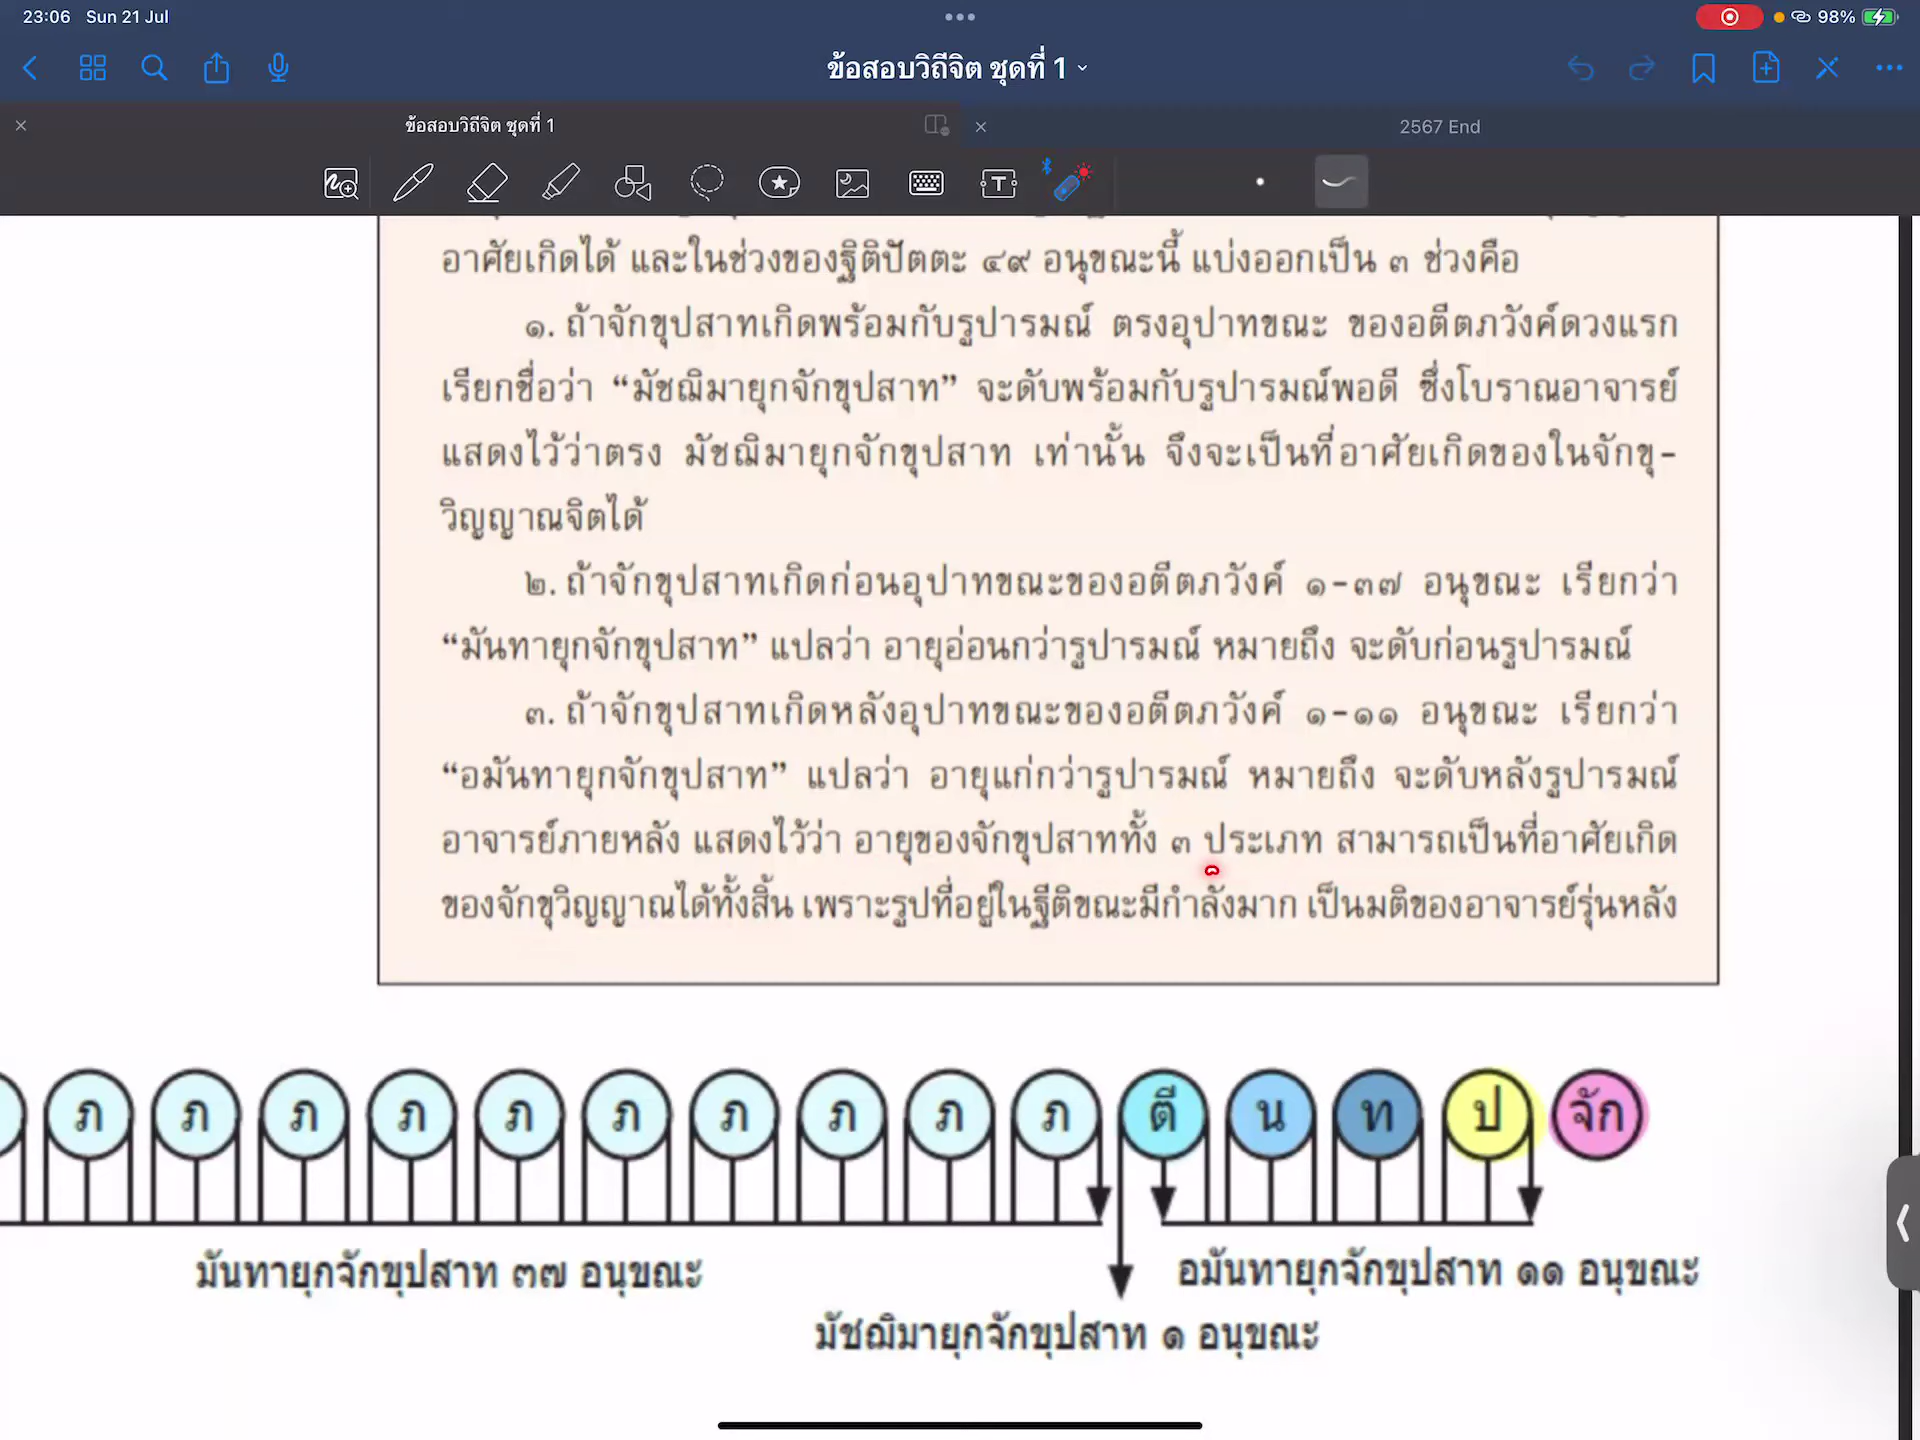 23:06 Sun 21 Jul
98%
ข้อสอบวิถีจิต ชุดที่ 1
ข้อสอบวิถีจิต ชุดที่ 1
2567 End
อาศัยเกิดได้ และในช่วงของฐิติปัตตะ ๔๙ อนุขณะนี้ แบ่งออกเป็น ๓ ช่วงคือ
๑. ถ้าจักขุปสาทเกิดพร้อมกับรูปารมณ์ ตรงอุปาทขณะ ของอตีตภวังค์ดวงแรก
เรียกชื่อว่า “มัชฌิมายุกจักขุปสาท” จะดับพร้อมกับรูปารมณ์พอดี ซึ่งโบราณอาจารย์
แสดงไว้ว่าตรง มัชฌิมายุกจักขุปสาท เท่านั้น จึงจะเป็นที่อาศัยเกิดของในจักขุ-
วิญญาณจิตได้
๒. ถ้าจักขุปสาทเกิดก่อนอุปาทขณะของอตีตภวังค์ ๑-๓๗ อนุขณะ เรียกว่า
“มันทายุกจักขุปสาท” แปลว่า อายุอ่อนกว่ารูปารมณ์ หมายถึง จะดับก่อนรูปารมณ์
๓. ถ้าจักขุปสาทเกิดหลังอุปาทขณะของอตีตภวังค์ ๑-๑๑ อนุขณะ เรียกว่า
“อมันทายุกจักขุปสาท” แปลว่า อายุแก่กว่ารูปารมณ์ หมายถึง จะดับหลังรูปารมณ์
อาจารย์ภายหลัง แสดงไว้ว่า อายุของจักขุปสาททั้ง ๓ ประเภท สามารถเป็นที่อาศัยเกิด
ของจักขุวิญญาณได้ทั้งสิ้น เพราะรูปที่อยู่ในฐีติขณะมีกำลังมาก เป็นมติของอาจารย์รุ่นหลัง
ภ ภ ภ ภ ภ ภ ภ ภ ภ ภ ตี น ท ป จัก
มันทายุกจักขุปสาท ๓๗ อนุขณะ
อมันทายุกจักขุปสาท ๑๑ อนุขณะ
มัชฌิมายุกจักขุปสาท ๑ อนุขณะ